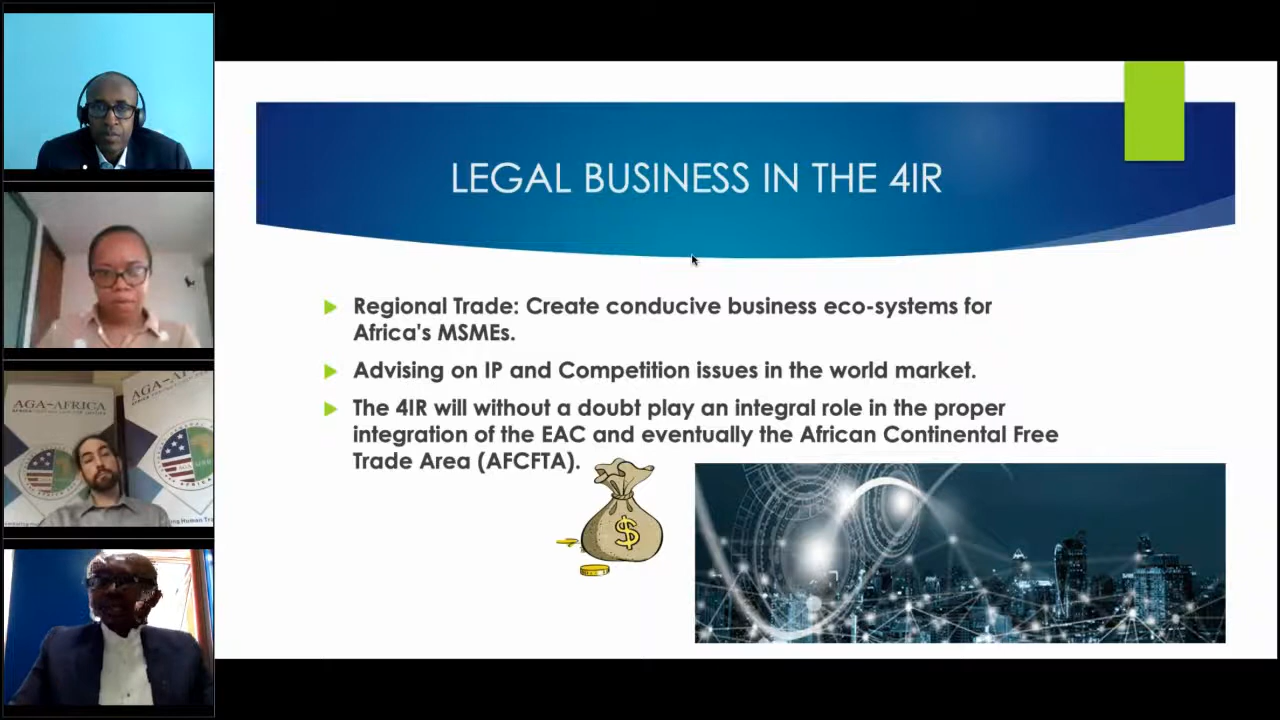 LEGAL BUSINESS IN THE 4IR
Regional Trade: Create conducive business eco-systems for
Africa's MSMEs.
Advising on IP and Competition issues in the world market.
The 4IR will without a doubt play an integral role in the proper
integration of the EAC and eventually the African Continental Free
Trade Area (AFCFTA).
$
AGA-AFRICA
AGA-AFR